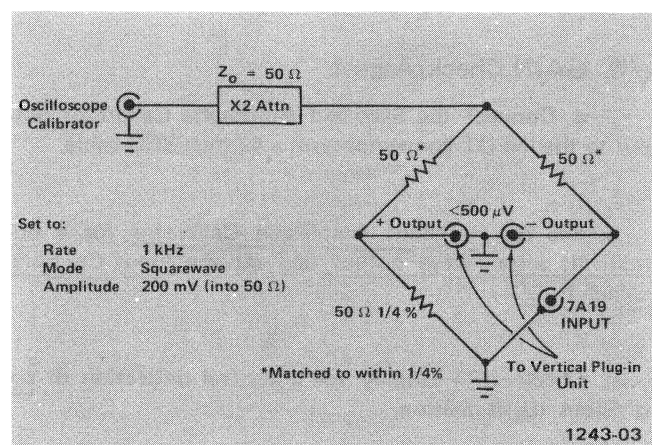 Z₀ = 50 Ω
Oscilloscope
Calibrator
X2 Attn
50 Ω*
50 Ω*
+ Output
<500 μV
− Output
Set to:
Rate 1 kHz
Mode Squarewave
Amplitude 200 mV (into 50 Ω)
50 Ω 1/4 %
7A19
INPUT
*Matched to within 1/4%
To Vertical Plug-in
Unit
1243-03